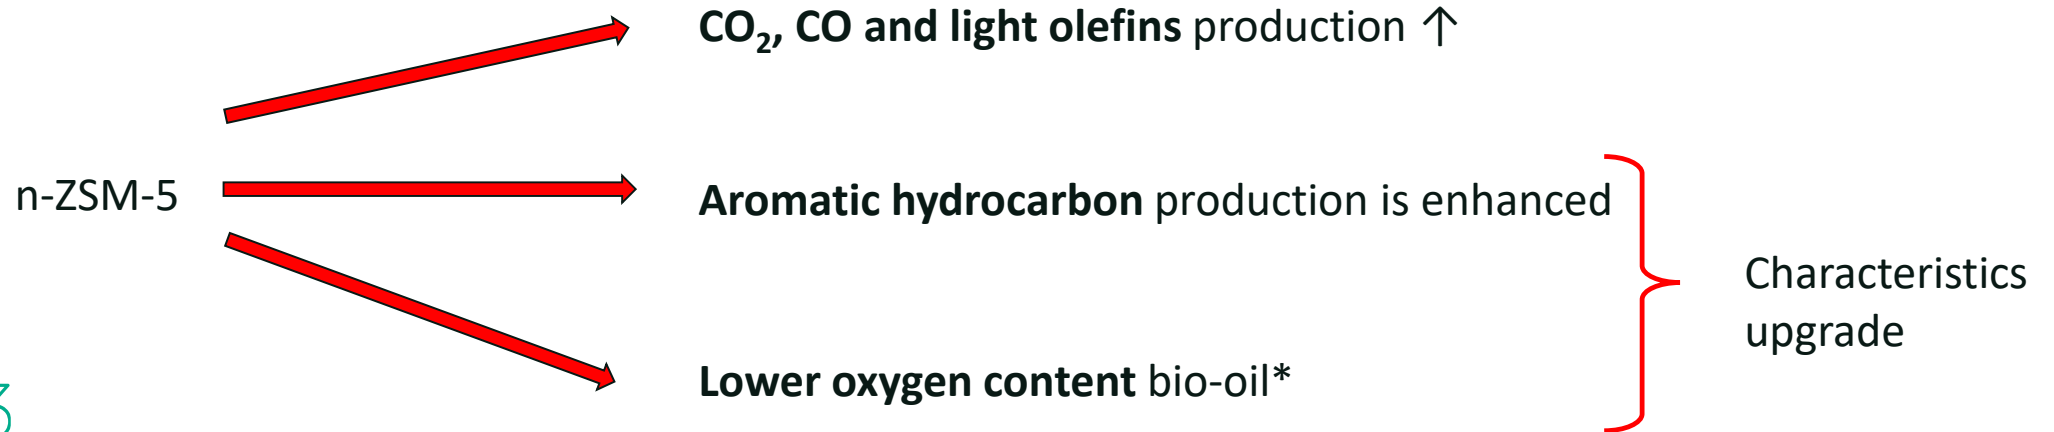 CO₂, CO and light olefins production ↑
n-ZSM-5
Aromatic hydrocarbon production is enhanced
Characteristics
upgrade
Lower oxygen content bio-oil*